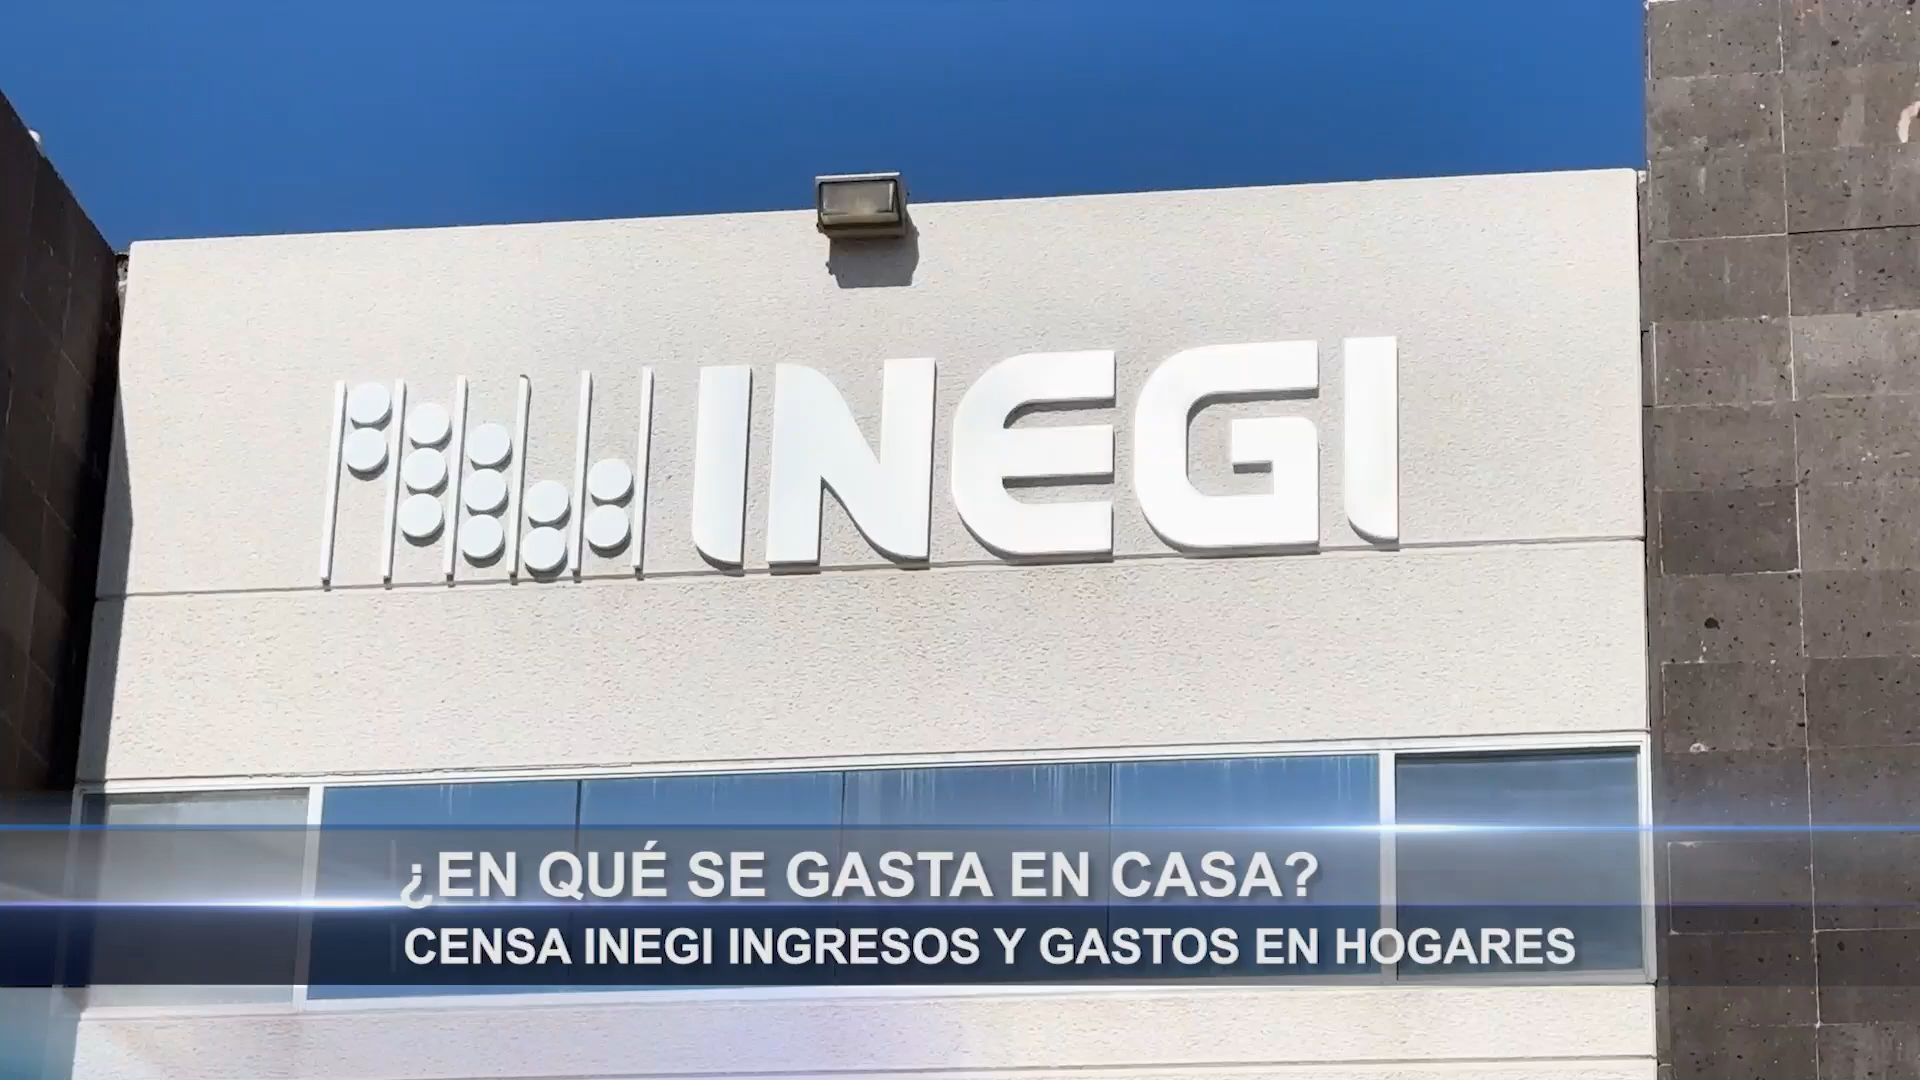 INEGI
¿EN QUÉ SE GASTA EN CASA?
CENSA INEGI INGRESOS Y GASTOS EN HOGARES